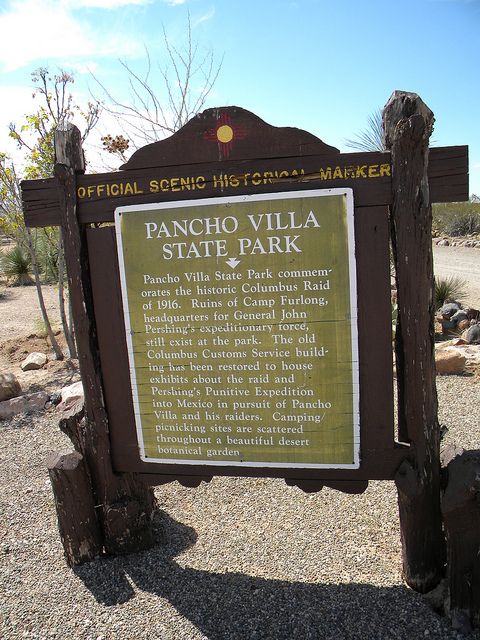 OFFICIAL SCENIC HISTORICAL MARKER
PANCHO VILLA
STATE PARK
Pancho Villa State Park commem-
orates the historic Columbus Raid
of 1916. Ruins of Camp Furlong,
headquarters for General John
Pershing's expeditionary force,
still exist at the park. The old
Columbus Customs Service build-
ing has been restored to house
exhibits about the raid and
Pershing's Punitive Expedition
into Mexico in pursuit of Pancho
Villa and his raiders. Camping/
picnicking sites are scattered
throughout a beautiful desert
botanical garden